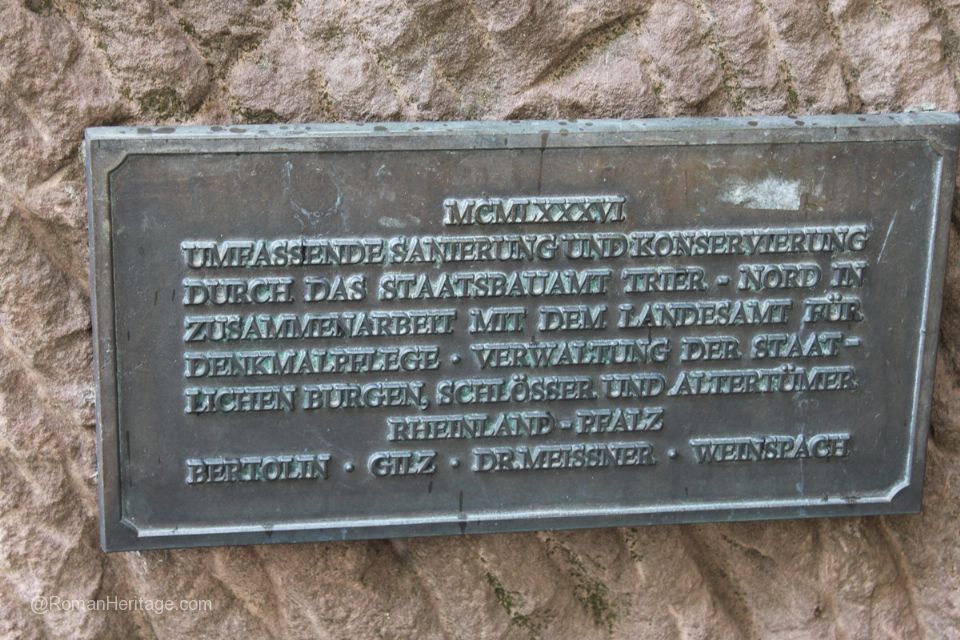 MCMLXXXVI
UMFASSENDE SANIERUNG UND KONSERVIERUNG
DURCH DAS STAATSBAUAMT TRIER - NORD IN
ZUSAMMENARBEIT MIT DEM LANDESAMT FÜR
DENKMALPFLEGE · VERWALTUNG DER STAAT-
LICHEN BURGEN, SCHLÖSSER UND ALTERTÜMER
RHEINLAND - PFALZ
BERTOLIN · GILZ · DR.MEISSNER · WEINSPACH
@RomanHeritage.com